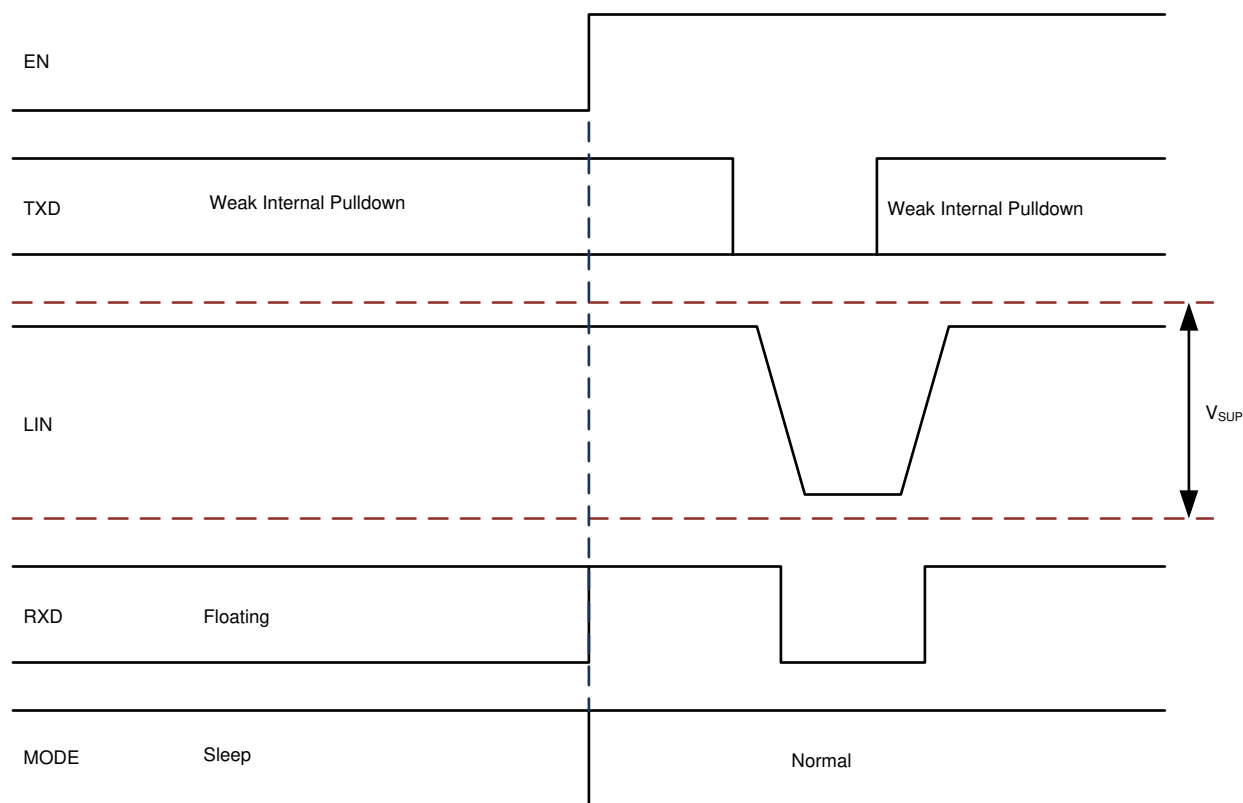 EN
TXD
Weak Internal Pulldown
Weak Internal Pulldown
LIN
VSUP
RXD
Floating
MODE
Sleep
Normal